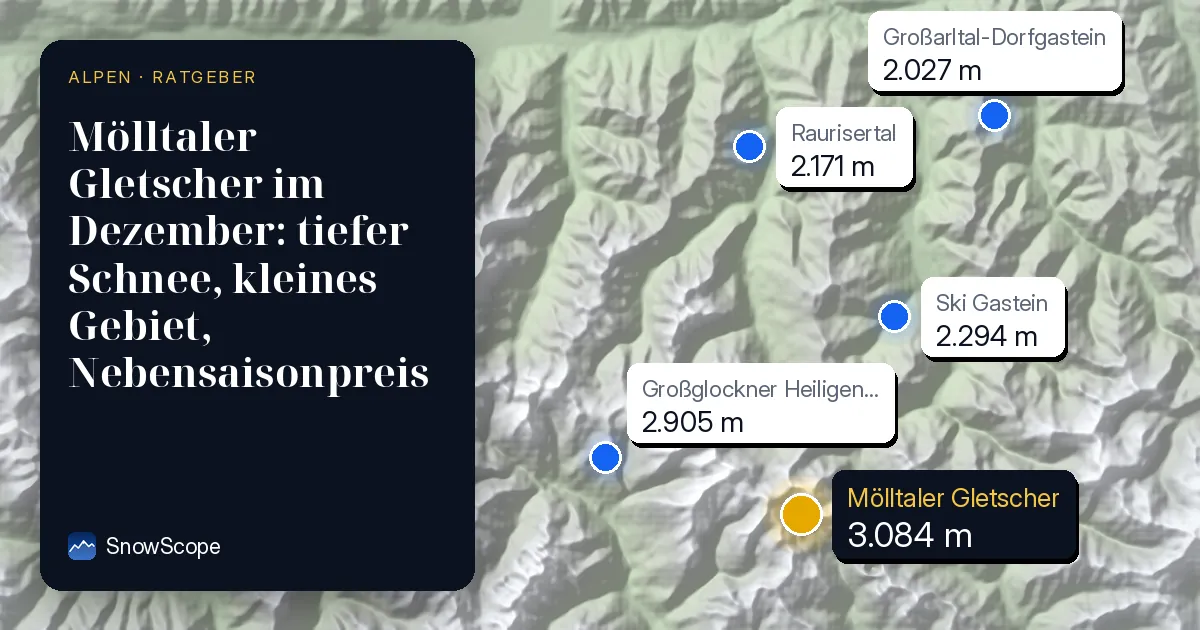 ALPEN · RATGEBER
Mölltaler
Gletscher im
Dezember: tiefer
Schnee, kleines
Gebiet,
Nebensaisonpreis
SnowScope
Großarltal-Dorfgastein
2.027 m
Raurisertal
2.171 m
Ski Gastein
2.294 m
Großglockner Heiligen...
2.905 m
Mölltaler Gletscher
3.084 m